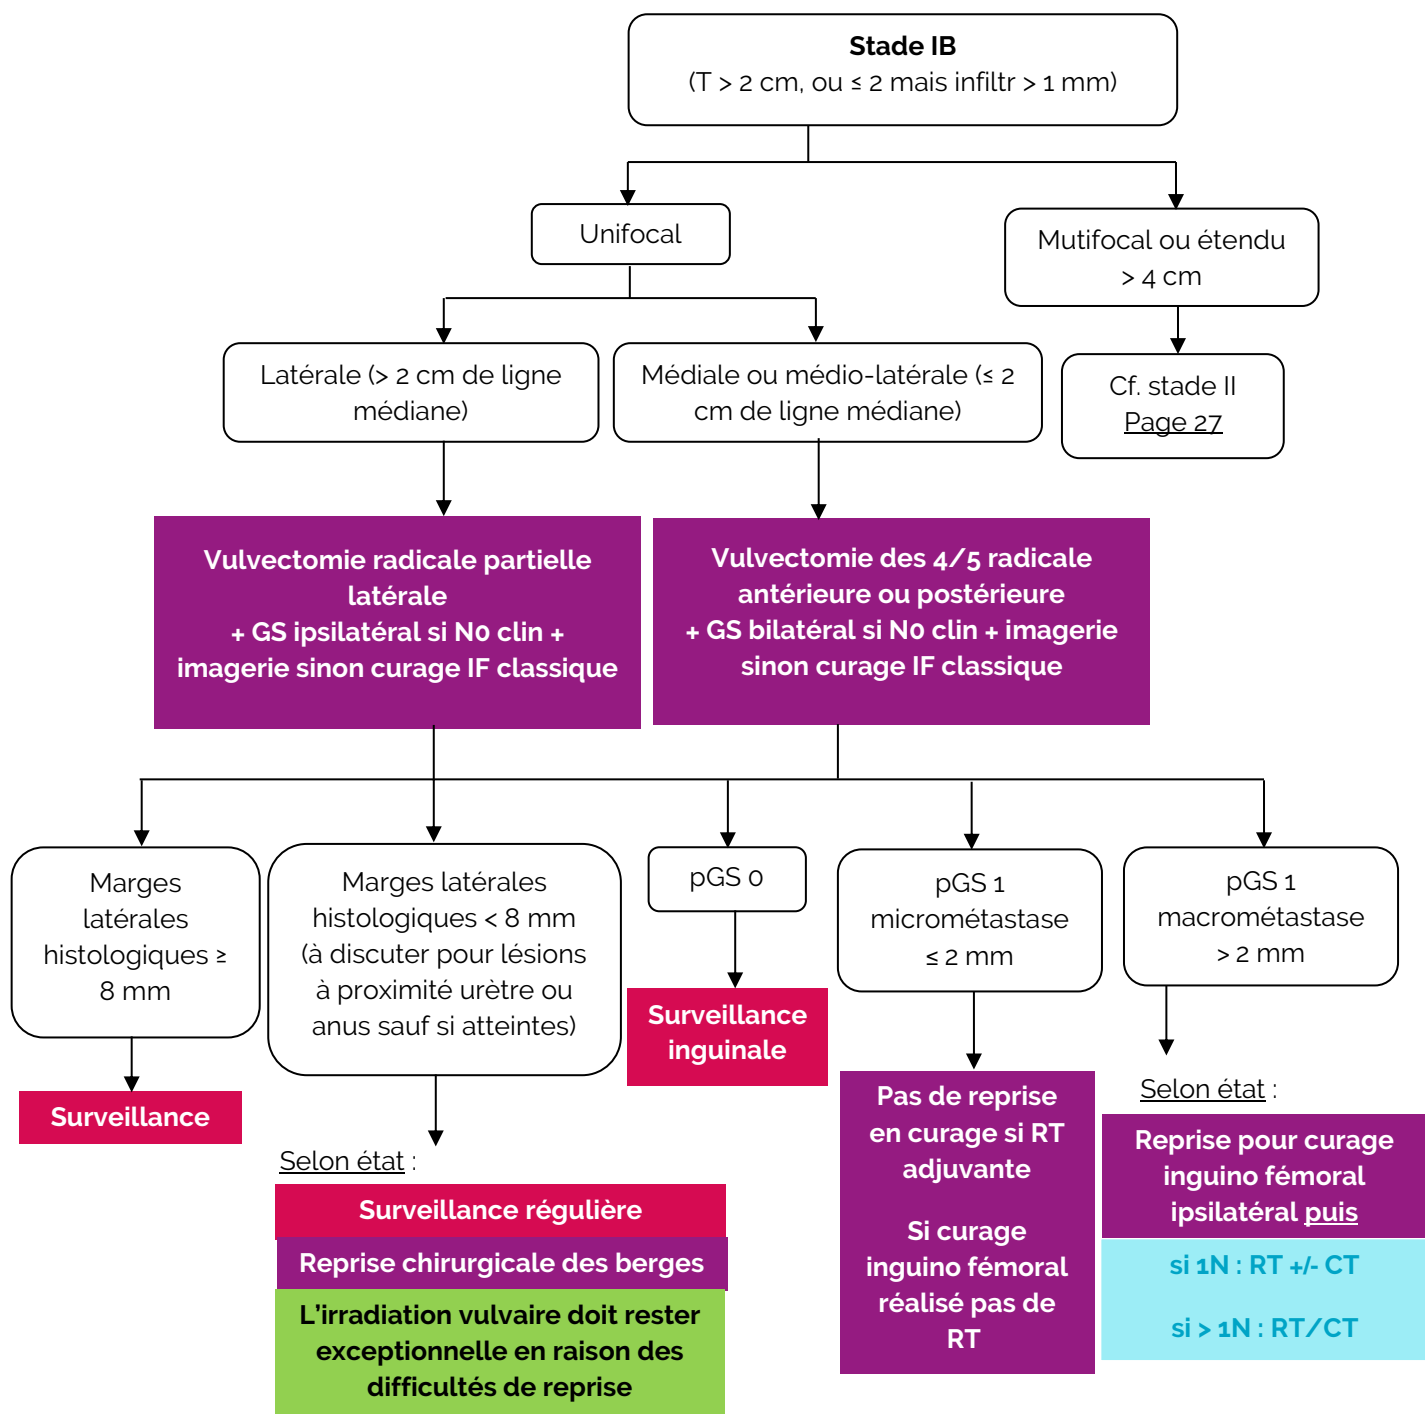 Stade IB
(T > 2 cm, ou ≤ 2 mais infiltr > 1 mm)
Unifocal
Mutifocal ou étendu
> 4 cm
Latérale (> 2 cm de ligne
médiane)
Médiale ou médio-latérale (≤ 2
cm de ligne médiane)
Cf. stade II
Page 27
Vulvectomie radicale partielle
latérale
+ GS ipsilatéral si N0 clin +
imagerie sinon curage IF classique
Vulvectomie des 4/5 radicale
antérieure ou postérieure
+ GS bilatéral si N0 clin + imagerie
sinon curage IF classique
Marges
latérales
histologiques ≥
8 mm
Marges latérales
histologiques < 8 mm
(à discuter pour lésions
à proximité urètre ou
anus sauf si atteintes)
pGS 0
pGS 1
micrométastase
≤ 2 mm
pGS 1
macrométastase
> 2 mm
Surveillance
Selon état :
Surveillance régulière
Reprise chirurgicale des berges
L'irradiation vulvaire doit rester
exceptionnelle en raison des
difficultés de reprise
Surveillance
inguinale
Pas de reprise
en curage si RT
adjuvante
Si curage
inguino fémoral
réalisé pas de
RT
Selon état :
Reprise pour curage
inguino fémoral
ipsilatéral puis
si 1N : RT +/- CT
si > 1N : RT/CT